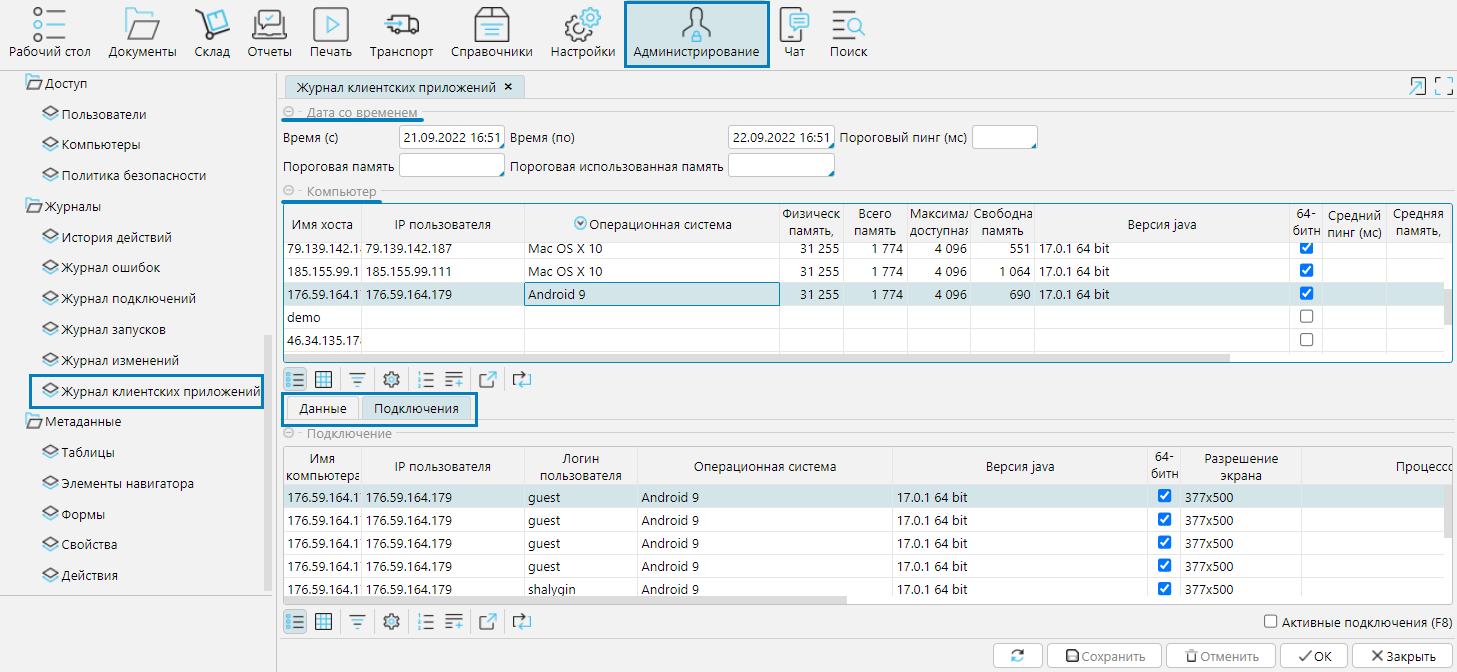 Рабочий стол Документы Склад Отчеты Печать Транспорт Справочники Настройки Администрирование Чат Поиск
Доступ
Пользователи
Компьютеры
Политика безопасности
Журналы
История действий
Журнал ошибок
Журнал подключений
Журнал запусков
Журнал изменений
Журнал клиентских приложений
Метаданные
Таблицы
Элементы навигатора
Формы
Свойства
Действия
Журнал клиентских приложений ×
Дата со временем
Время (с) 21.09.2022 16:51 Время (по) 22.09.2022 16:51 Пороговый пинг (мс)
Пороговая память Пороговая использованная память
Компьютер
Имя хоста IP пользователя Операционная система Физическ память, Всего память Максимал доступная Свободна память Версия java 64- битн Средний пинг (мс) Средняя память,
79.139.142.1 79.139.142.187 Mac OS X 10 31 255 1 774 4 096 551 17.0.1 64 bit
185.155.99.1 185.155.99.111 Mac OS X 10 31 255 1 774 4 096 1 064 17.0.1 64 bit
176.59.164.1 176.59.164.179 Android 9 31 255 1 774 4 096 690 17.0.1 64 bit
demo
46.34.135.17
Данные Подключения
Подключение
Имя компьютера IP пользователя Логин пользователя Операционная система Версия java 64- битн Разрешение экрана Процессо
176.59.164.1 176.59.164.179 guest Android 9 17.0.1 64 bit 377x500
176.59.164.1 176.59.164.179 guest Android 9 17.0.1 64 bit 377x500
176.59.164.1 176.59.164.179 guest Android 9 17.0.1 64 bit 377x500
176.59.164.1 176.59.164.179 guest Android 9 17.0.1 64 bit 377x500
176.59.164.1 176.59.164.179 shalygin Android 9 17.0.1 64 bit 377x500
Активные подключения (F8)
Сохранить Отменить OK Закрыть